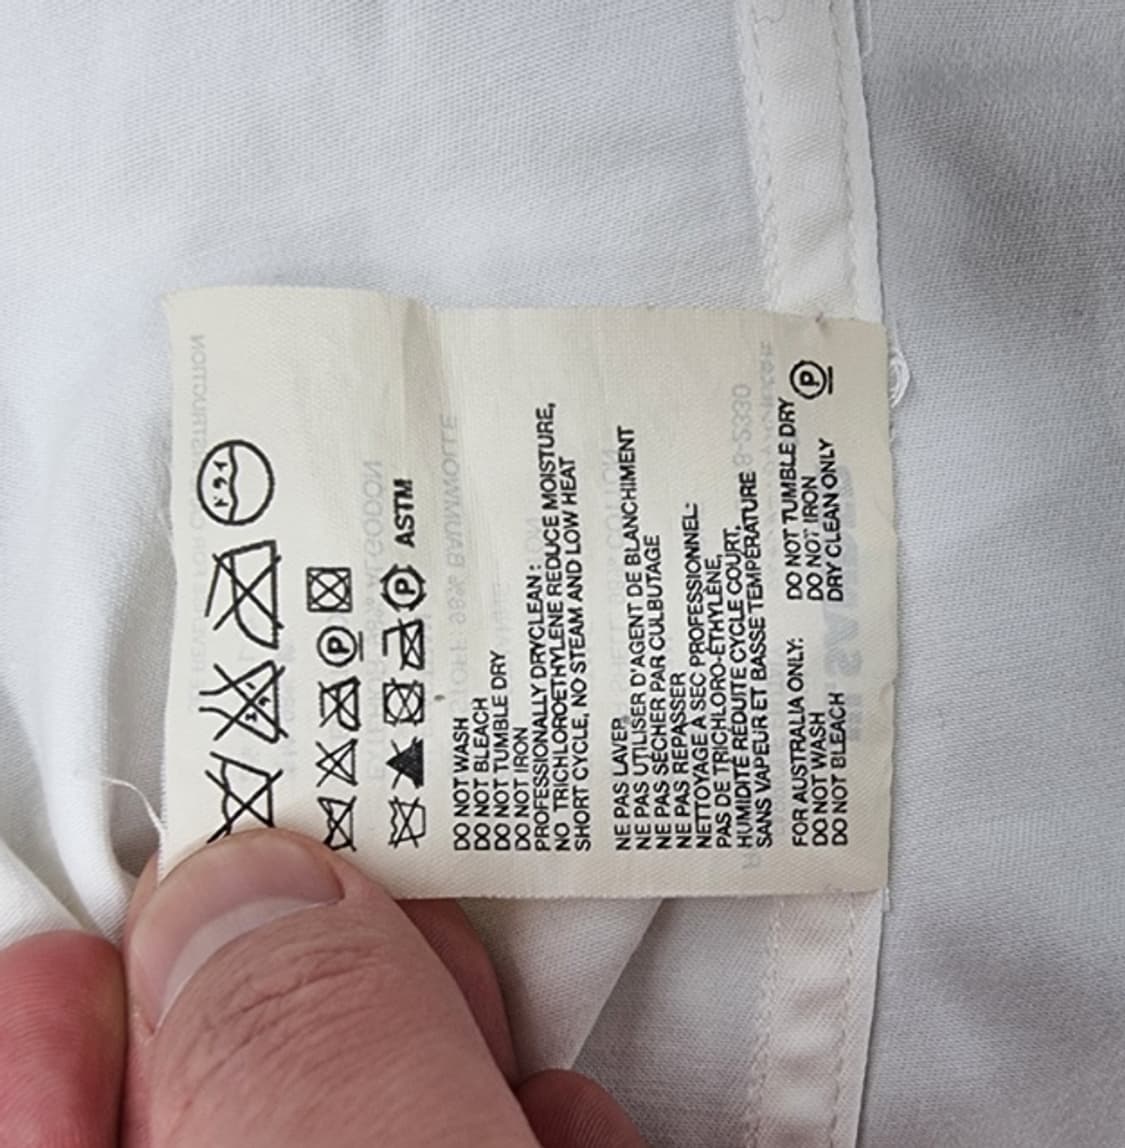 ドライ
P
P ASTM
DO NOT WASH
DO NOT BLEACH
DO NOT TUMBLE DRY
DO NOT IRON
PROFESSIONALLY DRYCLEAN:
NO TRICHLOROETHYLENE REDUCE MOISTURE,
SHORT CYCLE, NO STEAM AND LOW HEAT
NE PAS LAVER
NE PAS UTILISER D'AGENT DE BLANCHIMENT
NE PAS SECHER PAR CULBUTAGE
NE PAS REPASSER
NETTOYAGE À SEC PROFESSIONNEL:
PAS DE TRICHLORO-ÉTHYLÈNE,
HUMIDITÉ RÉDUITE CYCLE COURT,
SANS VAPEUR ET BASSE TEMPÉRATURE
FOR AUSTRALIA ONLY:
DO NOT WASH
DO NOT BLEACH
DO NOT TUMBLE DRY
DO NOT IRON
DRY CLEAN ONLY
P